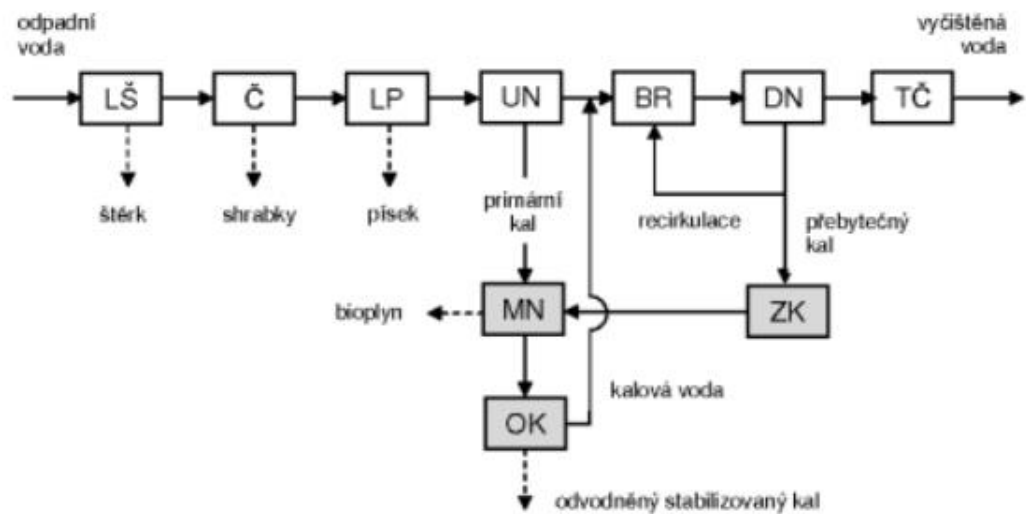 odpadní
voda
vyčištěná
voda
LŠ
Č
LP
UN
BR
DN
TČ
štěrk
shrabky
písek
primární
kal
recirkulace
přebytečný
kal
bioplyn
MN
ZK
kalová voda
OK
odvodněný stabilizovaný kal